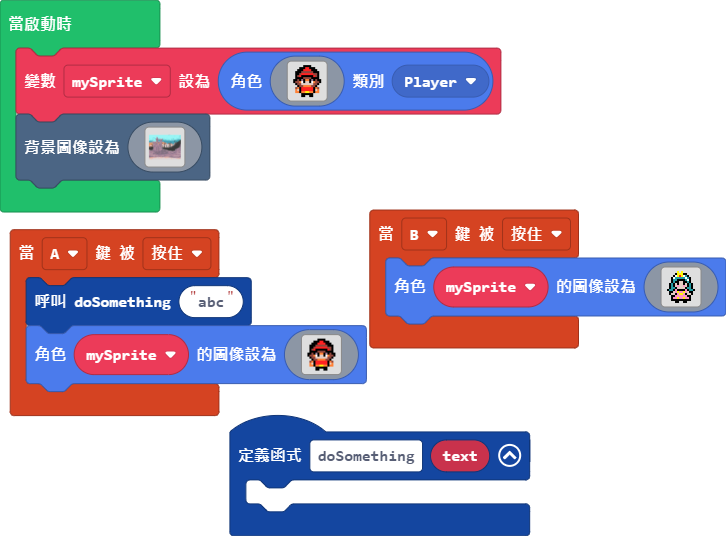 當啟動時
變數 mySprite 設為 角色 類別 Player
背景圖像設為
當 A 鍵 被 按住
呼叫 doSomething "abc"
角色 mySprite 的圖像設為
當 B 鍵 被 按住
角色 mySprite 的圖像設為
定義函式 doSomething text